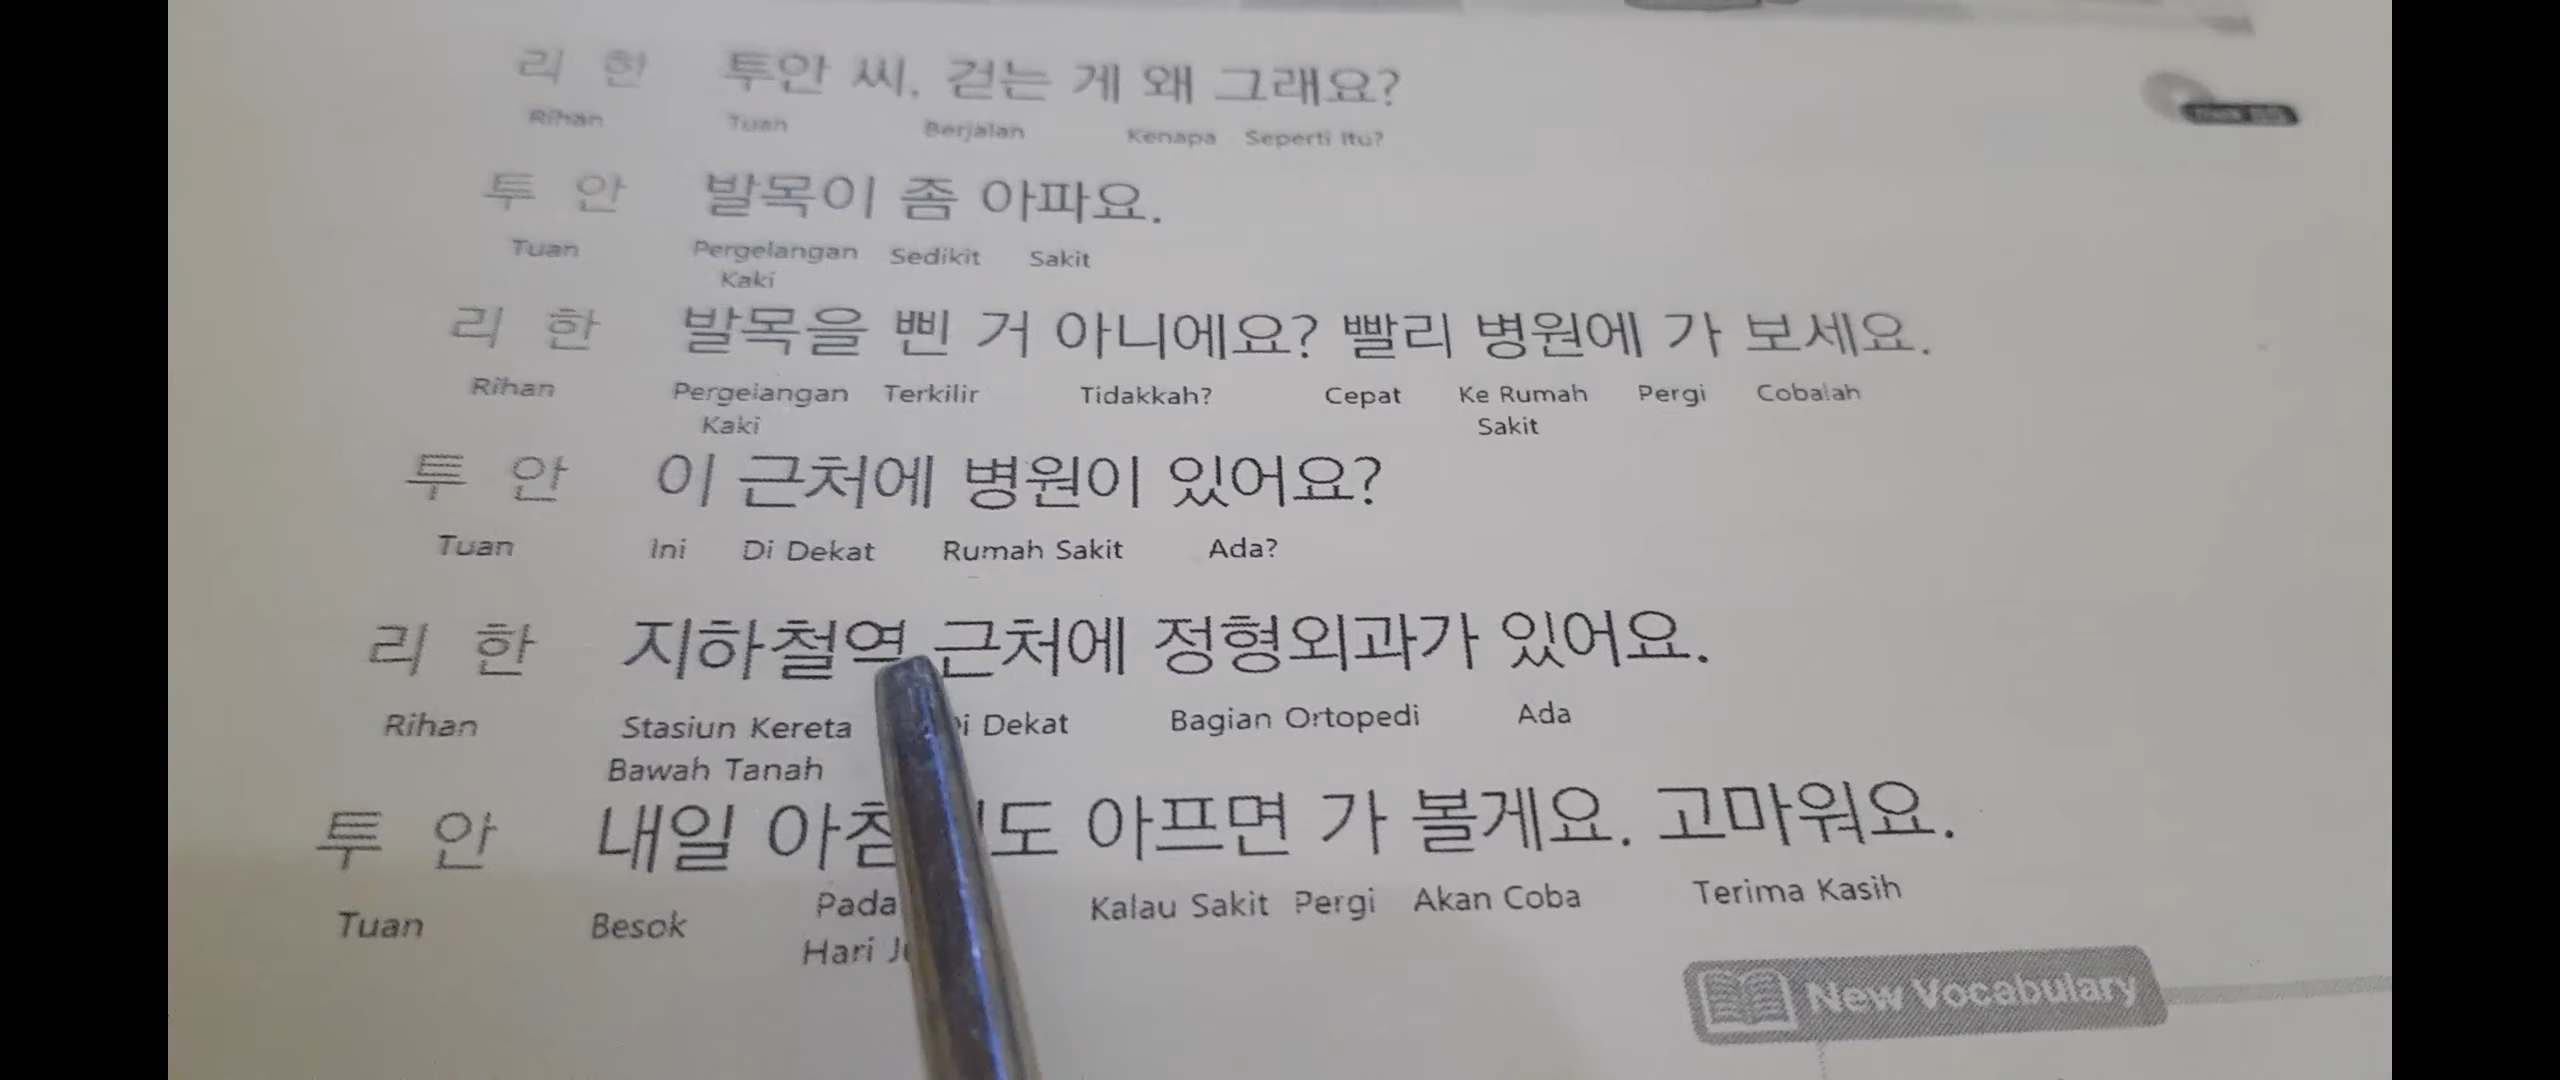 리 한 투안 씨, 걷는 게 왜 그래요?
Rihan Tuan Berjalan Kenapa Seperti Itu?
투 안 발목이 좀 아파요.
Tuan Pergelangan Sedikit Sakit
Kaki
리 한 발목을 삔 거 아니에요? 빨리 병원에 가 보세요.
Rihan Pergelangan Terkilir Tidakkah? Cepat Ke Rumah Pergi Cobalah
Kaki Sakit
투 안 이 근처에 병원이 있어요?
Tuan Ini Di Dekat Rumah Sakit Ada?
리 한 지하철역 근처에 정형외과가 있어요.
Rihan Stasiun Kereta Di Dekat Bagian Ortopedi Ada
Bawah Tanah
투 안 내일 아침 도 아프면 가 볼게요. 고마워요.
Tuan Besok Pada Kalau Sakit Pergi Akan Coba Terima Kasih
Hari
New Vocabulary